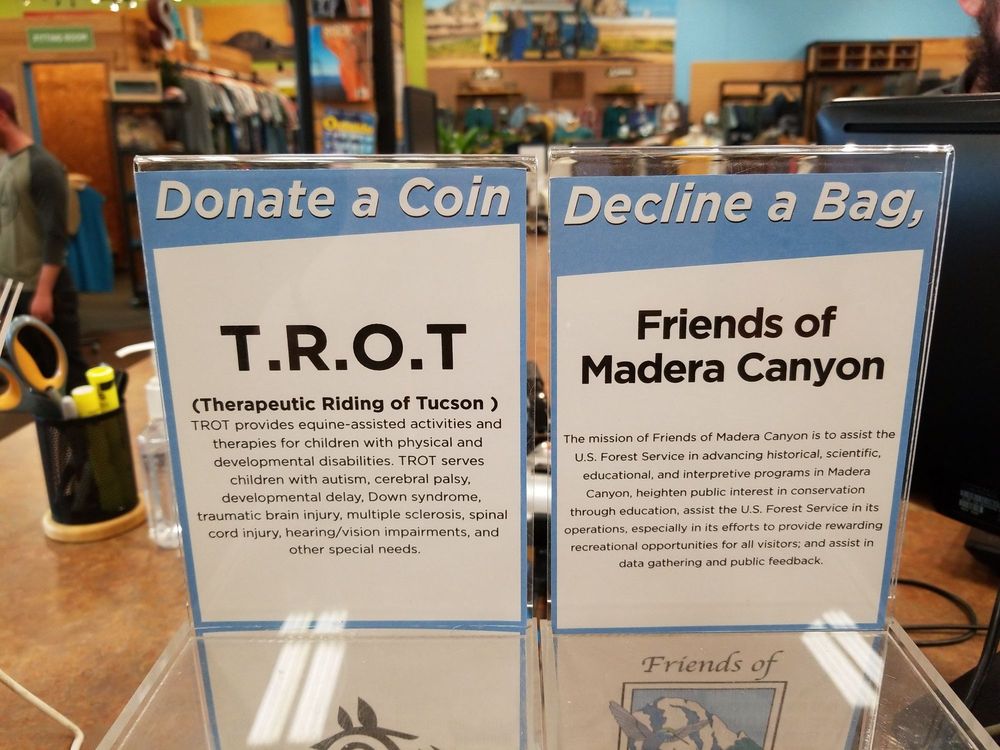 FITTING ROOM
Donate a Coin
T.R.O.T
(Therapeutic Riding of Tucson )
TROT provides equine-assisted activities and
therapies for children with physical and
developmental disabilities. TROT serves
children with autism, cerebral palsy,
developmental delay, Down syndrome,
traumatic brain injury, multiple sclerosis, spinal
cord injury, hearing/vision impairments, and
other special needs.
Decline a Bag,
Friends of
Madera Canyon
The mission of Friends of Madera Canyon is to assist the
U.S. Forest Service in advancing historical, scientific,
educational, and interpretive programs in Madera
Canyon, heighten public interest in conservation
through education, assist the U.S. Forest Service in its
operations, especially in its efforts to provide rewarding
recreational opportunities for all visitors; and assist in
data gathering and public feedback.
Friends of